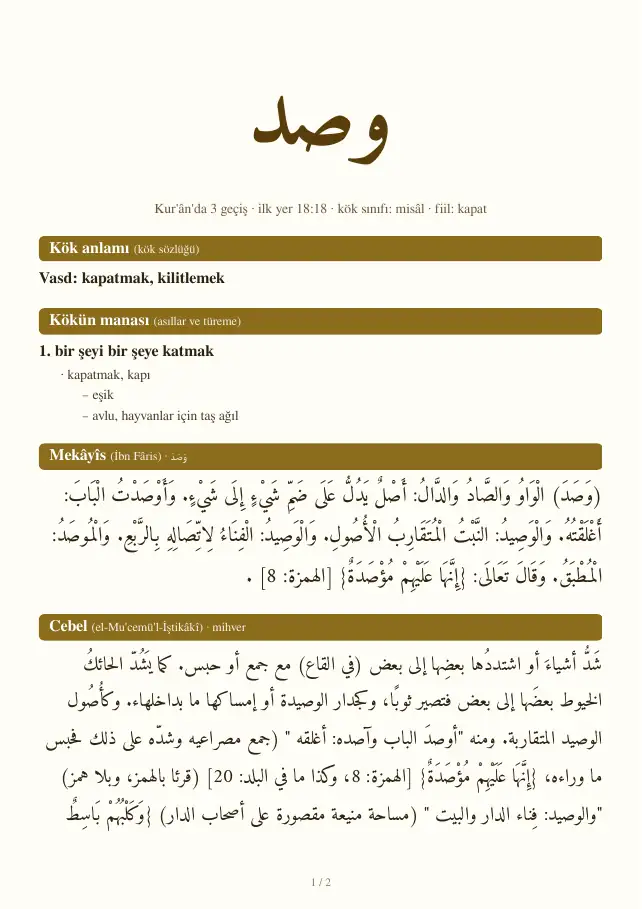 وصد
Kur'ân'da 3 geçiş · ilk yer 18:18 · kök sınıfı: misâl · fiil: kapat
Kök anlamı (kök sözlüğü)
Vasd: kapatmak, kilitlemek
Kökün manası (asıllar ve türeme)
1. bir şeyi bir şeye katmak
· kapatmak, kapı
– eşik
– avlu, hayvanlar için taş ağıl
Mekâyîs (İbn Fâris) · وَصَدَ
(وَصَدَ) الْوَاوُ وَالصَّادُ وَالدَّالُ: أَصْلٌ يَدُلُّ عَلَى ضَمِّ شَيْءٍ إِلَى شَيْءٍ. وَأَوْصَدْتُ الْبَابَ:
أَغْلَقْتُهُ. وَالْوَصِيدُ: النَّبْتُ الْمُتَقَارِبُ الْأُصُولِ. وَالْوَصِيدُ: الْفِنَاءُ لِاتِّصَالِهِ بِالرَّبْعِ. وَالْمُوصَدُ:
الْمُطْبَقُ. وَقَالَ تَعَالَى: {إِنَّهَا عَلَيْهِمْ مُؤْصَدَةٌ} [الهمزة: 8] .
Cebel (el-Mu'cemü'l-İştikâkî) · mihver
شَدُّ أشياءَ أو اشتددُها بعضِها إلى بعض (في القاع) مع جمع أو حبس. كما يَشُدّ الحائكُ
الخيوط بعضَها إلى بعض فتصير ثوبًا، وكجدار الوصيدة أو إمساكها ما بداخلهاء. وكأُصُول
الوصيد المتقاربة. ومنه "أوصدَ الباب وآصده: أغلقه " (جمع مصراعيه وشدّه على ذلك فحبس
ما وراءه، {إِنَّهَا عَلَيْهِمْ مُؤْصَدَةٌ} [الهمزة: 8، وكذا ما في البلد: 20] (قرئا بالهمز، وبلا همز)
"والوصيد: فِناء الدار والبيت " (مساحة منيعة مقصورة على أصحاب الدار) {وَكَلْبُهُمْ بَاسِطٌ
1 / 2